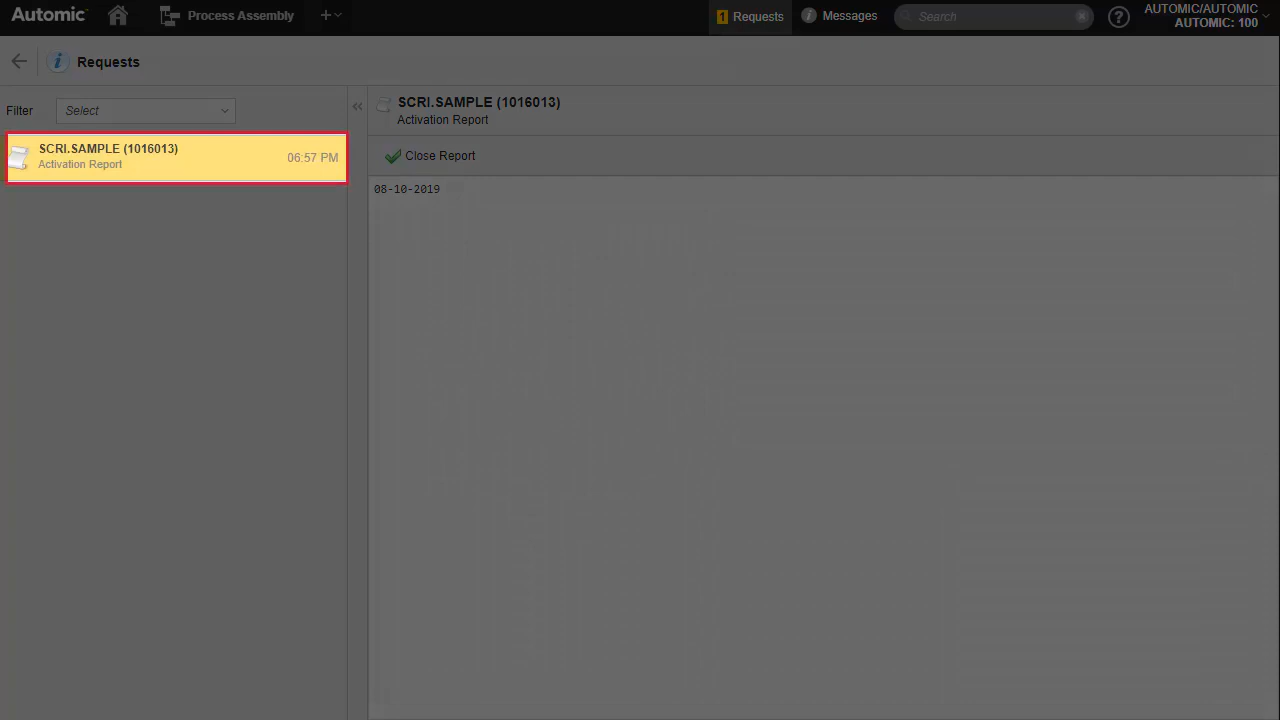 Automic
Process Assembly
1 Requests
Messages
Search
AUTOMIC/AUTOMIC
AUTOMIC: 100
Requests
Filter
Select
SCRI.SAMPLE (1016013)
Activation Report
06:57 PM
SCRI.SAMPLE (1016013)
Activation Report
Close Report
08-10-2019